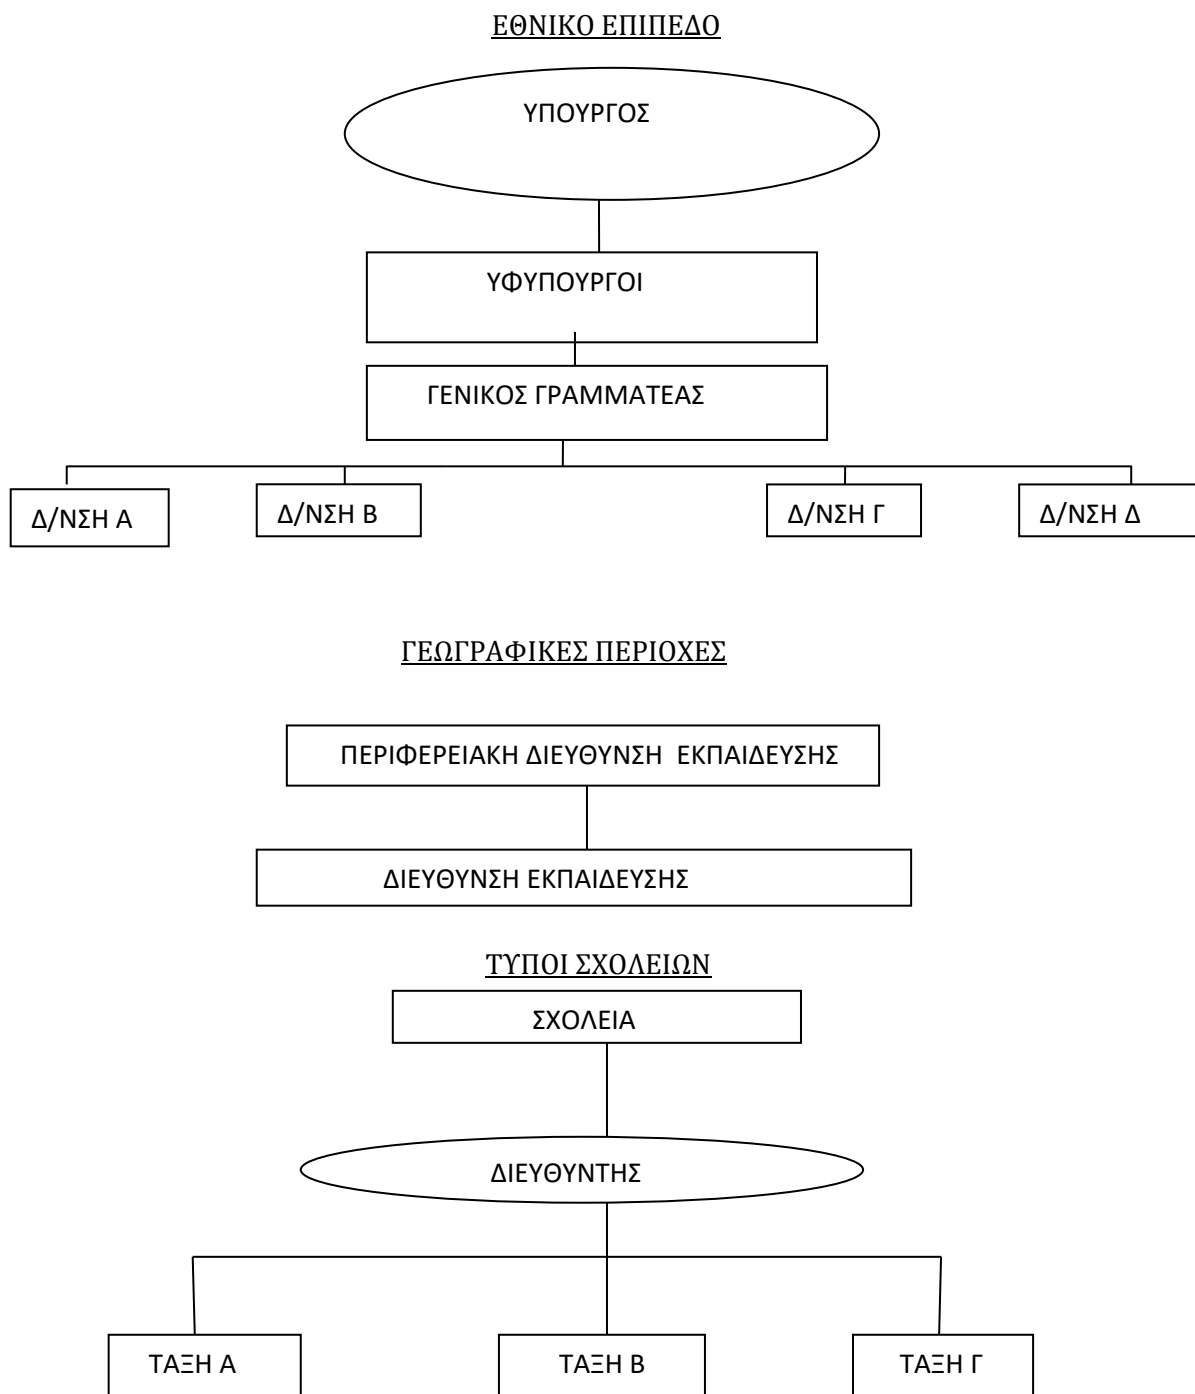 ΕΘΝΙΚΟ ΕΠΙΠΕΔΟ
ΥΠΟΥΡΓΟΣ
ΥΦΥΠΟΥΡΓΟΙ
ΓΕΝΙΚΟΣ ΓΡΑΜΜΑΤΕΑΣ
Δ/ΝΣΗ Α
Δ/ΝΣΗ Β
Δ/ΝΣΗ Γ
Δ/ΝΣΗ Δ
ΓΕΩΓΡΑΦΙΚΕΣ ΠΕΡΙΟΧΕΣ
ΠΕΡΙΦΕΡΕΙΑΚΗ ΔΙΕΥΘΥΝΣΗ ΕΚΠΑΙΔΕΥΣΗΣ
ΔΙΕΥΘΥΝΣΗ ΕΚΠΑΙΔΕΥΣΗΣ
ΤΥΠΟΙ ΣΧΟΛΕΙΩΝ
ΣΧΟΛΕΙΑ
ΔΙΕΥΘΥΝΤΗΣ
ΤΑΞΗ Α
ΤΑΞΗ Β
ΤΑΞΗ Γ